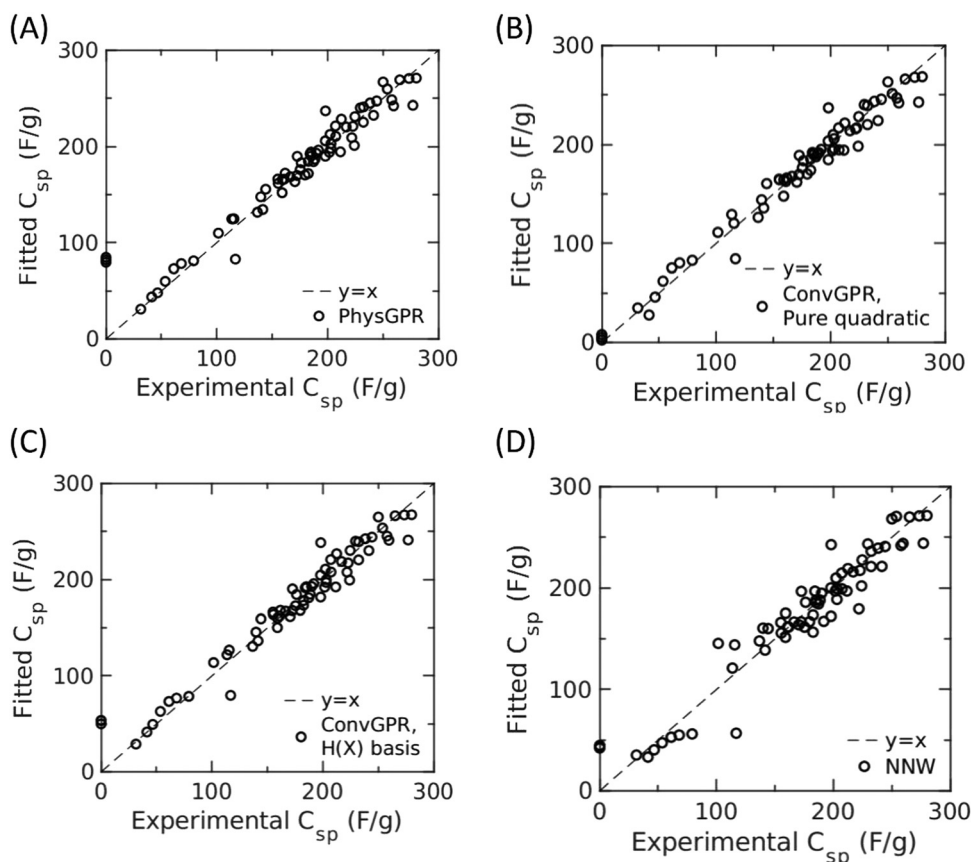 (A)
300
200
100
0
Fitted C_sp (F/g)
y=x
PhysGPR
0 100 200 300
Experimental C_sp (F/g)
(B)
300
200
100
0
Fitted C_sp (F/g)
y=x
ConvGPR,
Pure quadratic
0 100 200 300
Experimental C_sp (F/g)
(C)
300
200
100
0
Fitted C_sp (F/g)
y=x
ConvGPR,
H(X) basis
0 100 200 300
Experimental C_sp (F/g)
(D)
300
200
100
0
Fitted C_sp (F/g)
y=x
NNW
0 100 200 300
Experimental C_sp (F/g)